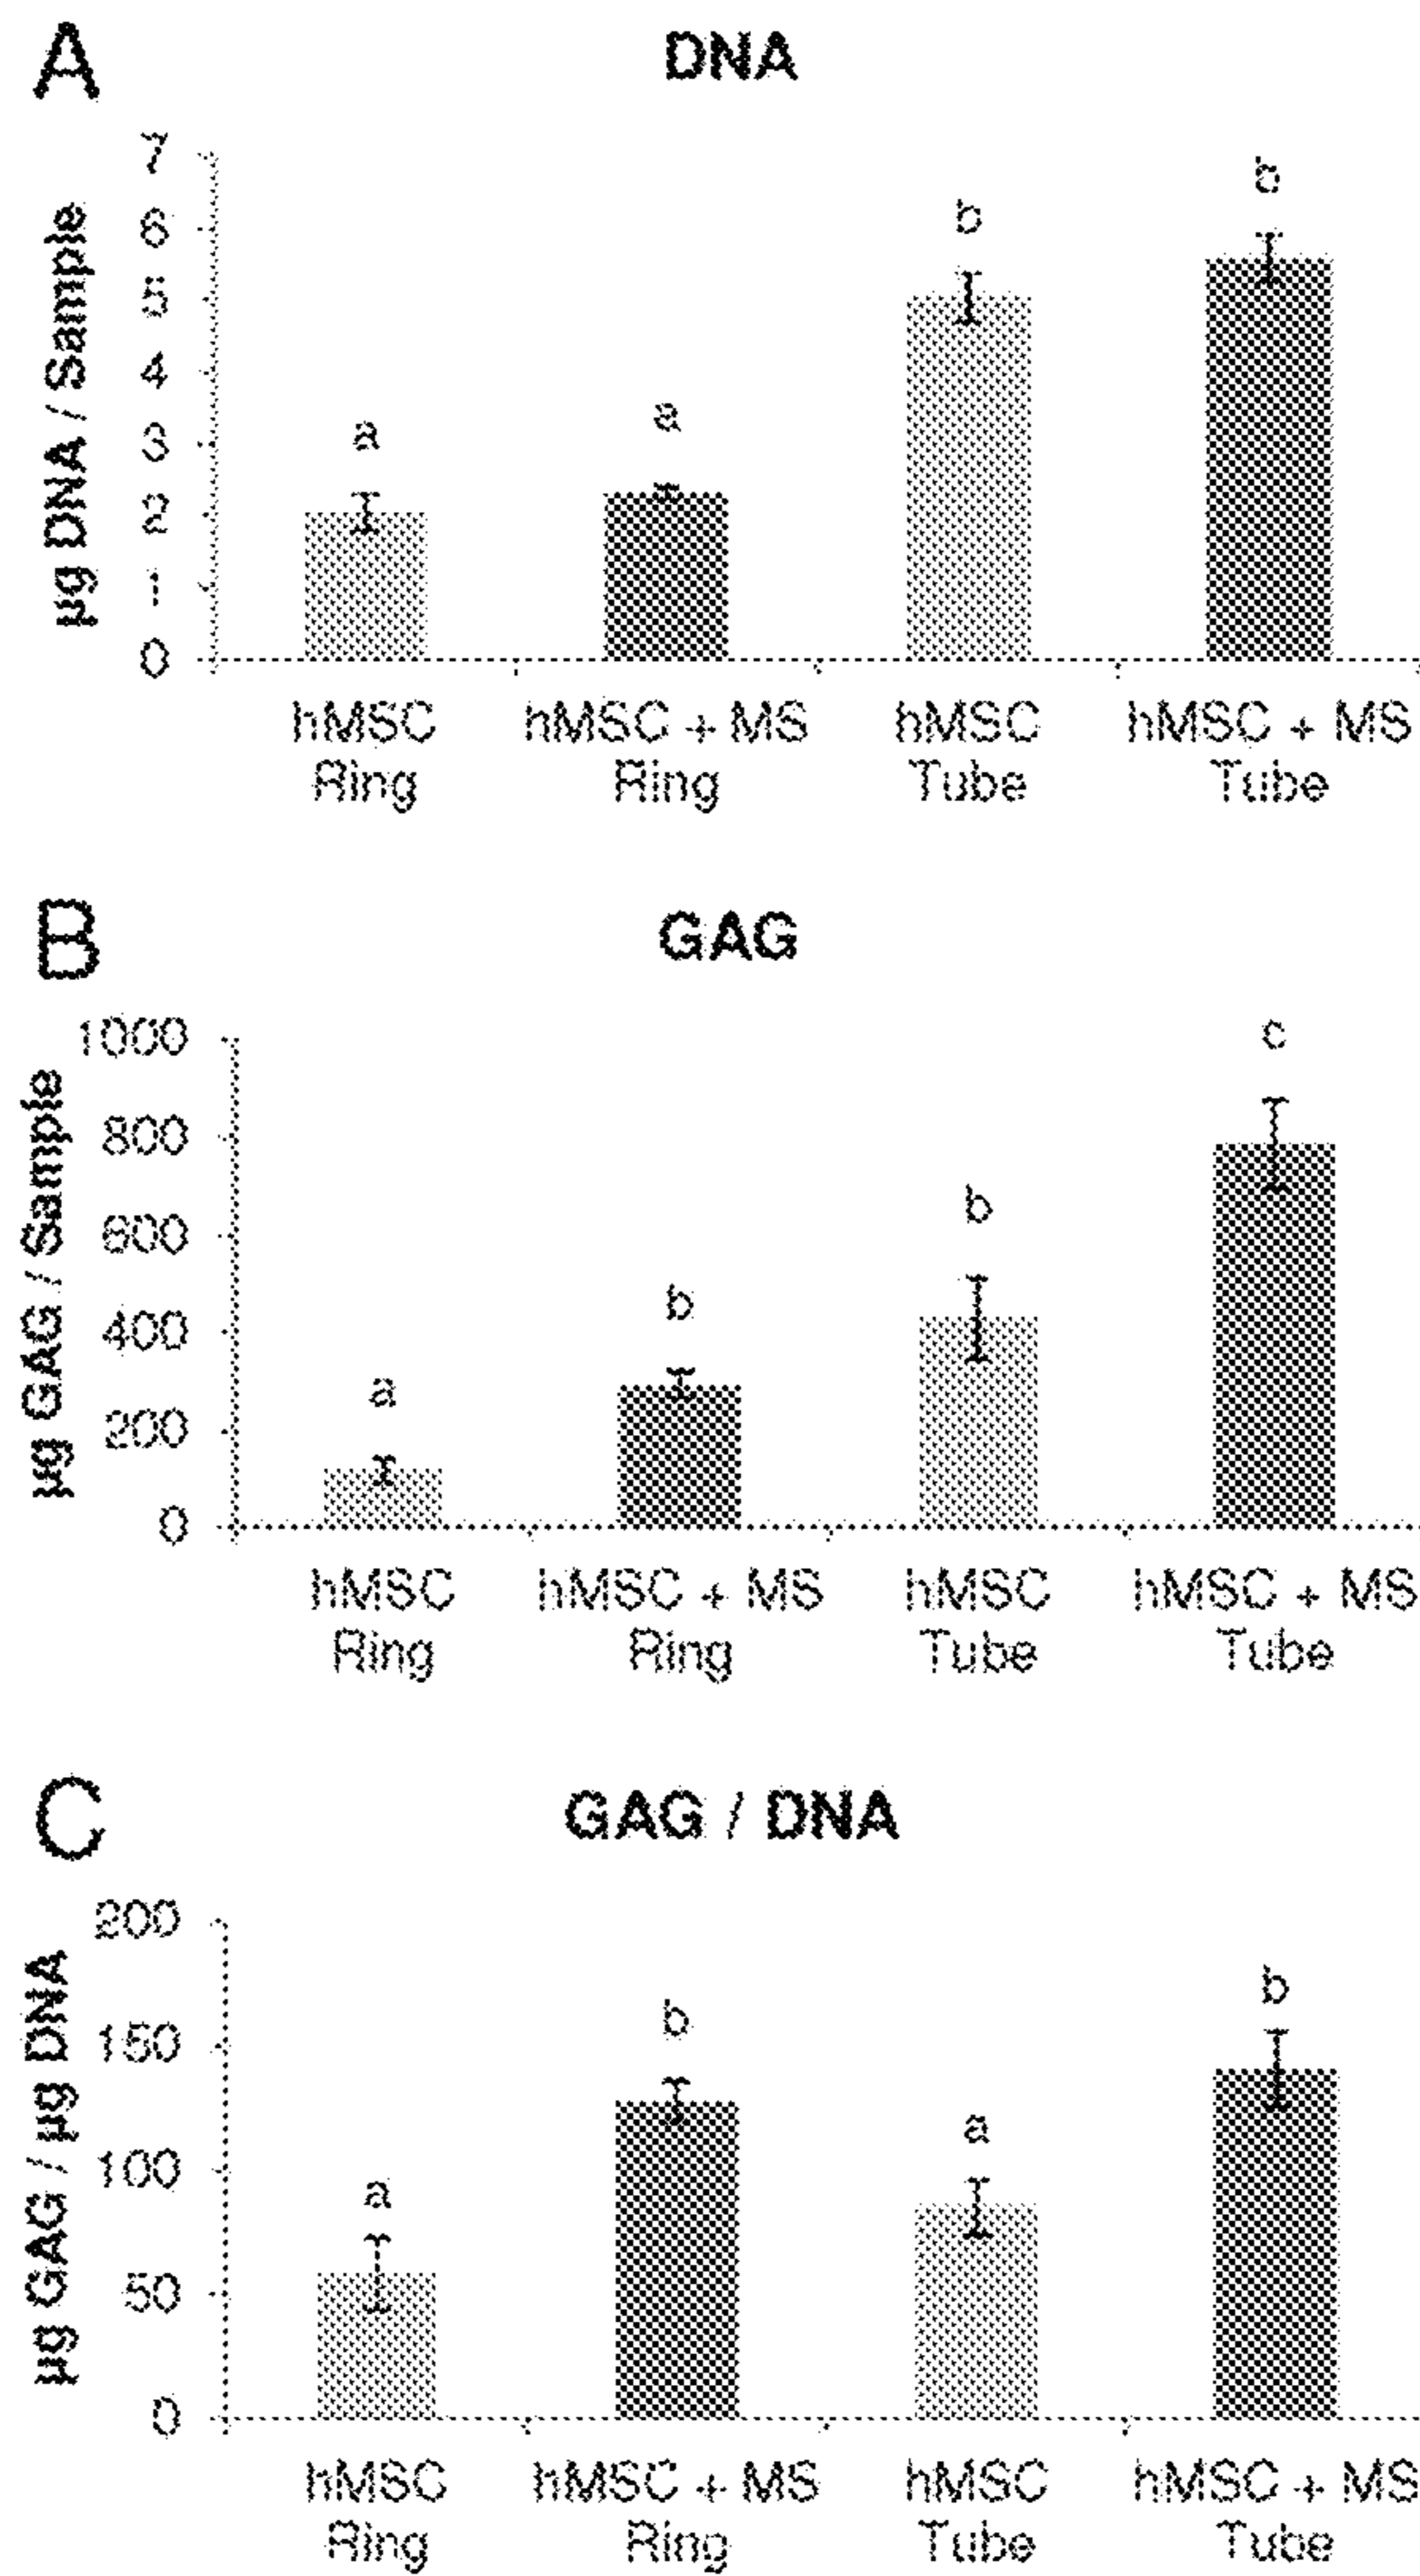 A
DNA
µg DNA / Sample
7
6
5
4
3
2
1
0
a
a
b
b
hMSC Ring
hMSC + MS Ring
hMSC Tube
hMSC + MS Tube
B
GAG
µg GAG / Sample
1000
800
600
400
200
0
a
b
b
c
hMSC Ring
hMSC + MS Ring
hMSC Tube
hMSC + MS Tube
C
GAG / DNA
µg GAG / µg DNA
200
150
100
50
0
a
b
a
b
hMSC Ring
hMSC + MS Ring
hMSC Tube
hMSC + MS Tube